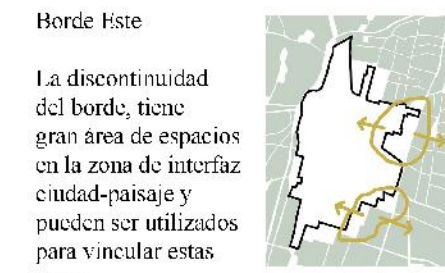 Borde Este
La discontinuidad
del borde, tiene
gran área de espacios
en la zona de interfaz
ciudad-paisaje y
pueden ser utilizados
para vincular estas